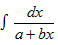 ∫ dx / (a+bx)